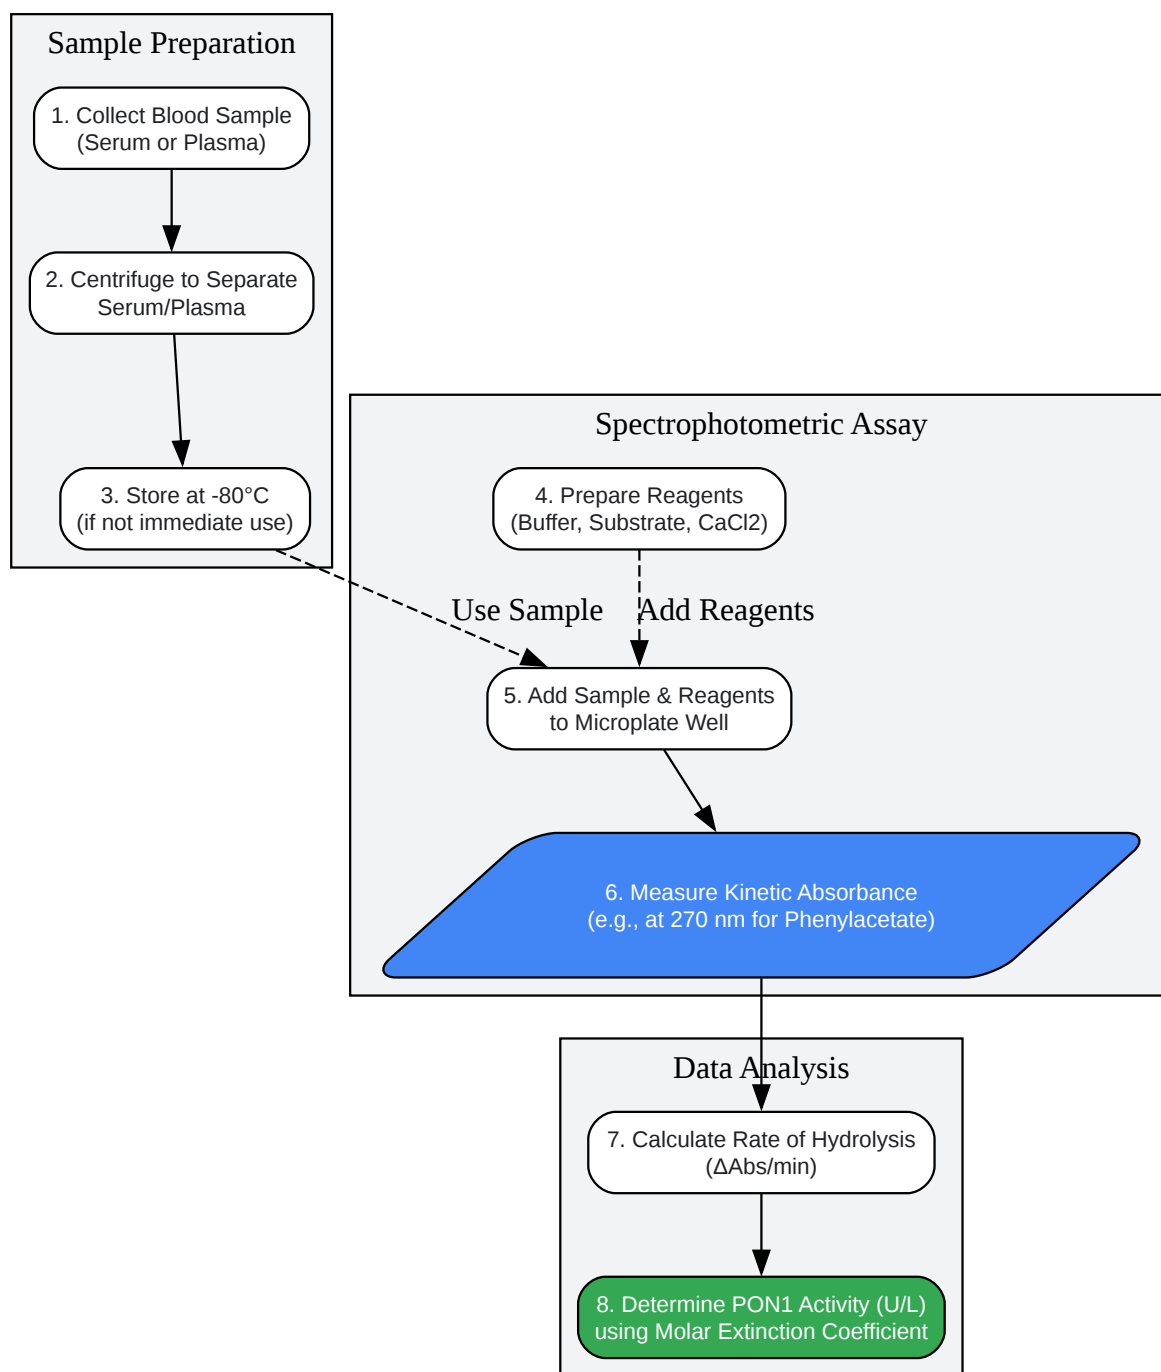 Sample Preparation
1. Collect Blood Sample
(Serum or Plasma)
2. Centrifuge to Separate
Serum/Plasma
3. Store at -80°C
(if not immediate use)
Spectrophotometric Assay
4. Prepare Reagents
(Buffer, Substrate, CaCl2)
Use Sample
Add Reagents
5. Add Sample & Reagents
to Microplate Well
6. Measure Kinetic Absorbance
(e.g., at 270 nm for Phenylacetate)
Data Analysis
7. Calculate Rate of Hydrolysis
(ΔAbs/min)
8. Determine PON1 Activity (U/L)
using Molar Extinction Coefficient